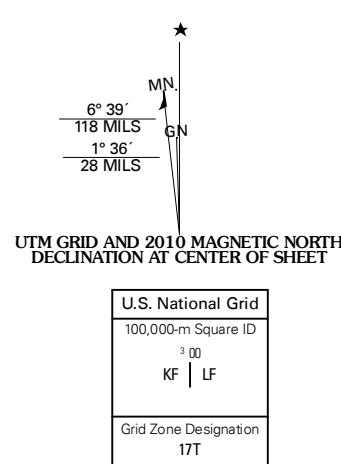 ★
MN.
6° 39´
118 MILS
GN
1° 36´
28 MILS
UTM GRID AND 2010 MAGNETIC NORTH
DECLINATION AT CENTER OF SHEET
U.S. National Grid
100,000-m Square ID
3 00
KF | LF
Grid Zone Designation
17T